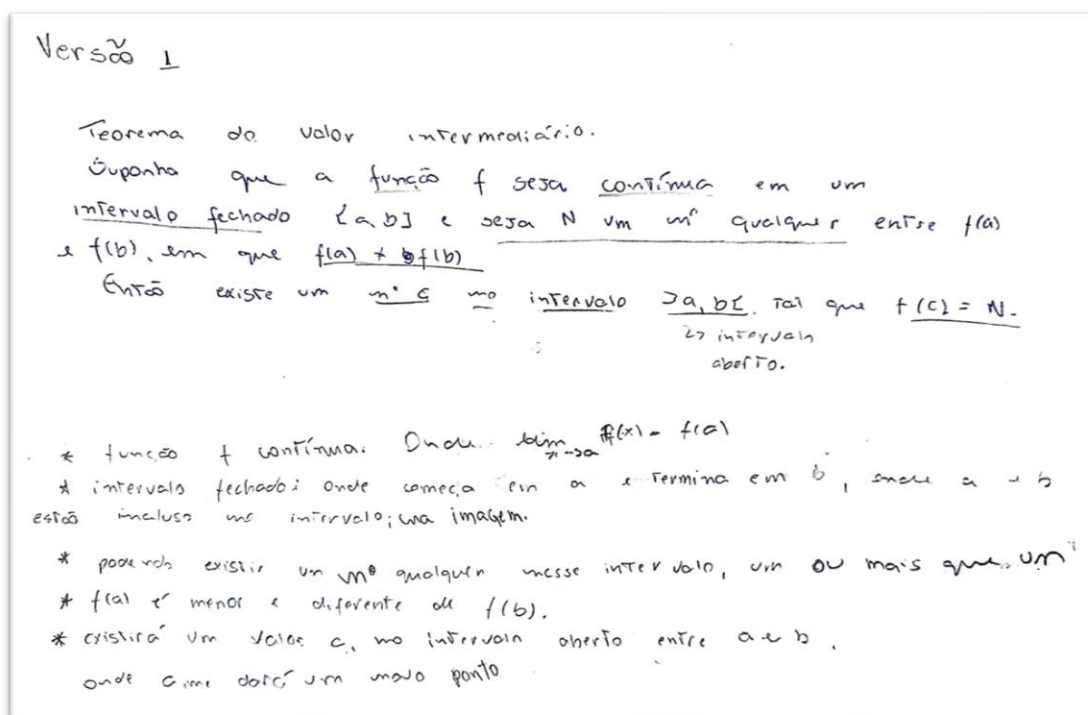 Versão 1
Teorema do valor intermediário.
Suponha que a função f seja contínua em um
intervalo fechado [a,b] e seja N um nº qualquer entre f(a)
e f(b), em que f(a) ≠ f(b)
Então existe um nº c no intervalo ]a,b[. Tal que f(c) = N.
↳ intervalo
aberto.
* função f contínua. Onde lim x->a f(x) = f(a)
* intervalo fechado: onde começa em a e termina em b, onde a e b
estão incluso no intervalo; na imagem.
* podendo existir um nº qualquer nesse intervalo, um ou mais que um
* f(a) é menor e diferente de f(b).
* existirá um valor c, no intervalo aberto entre a e b.
onde c me dará um novo ponto